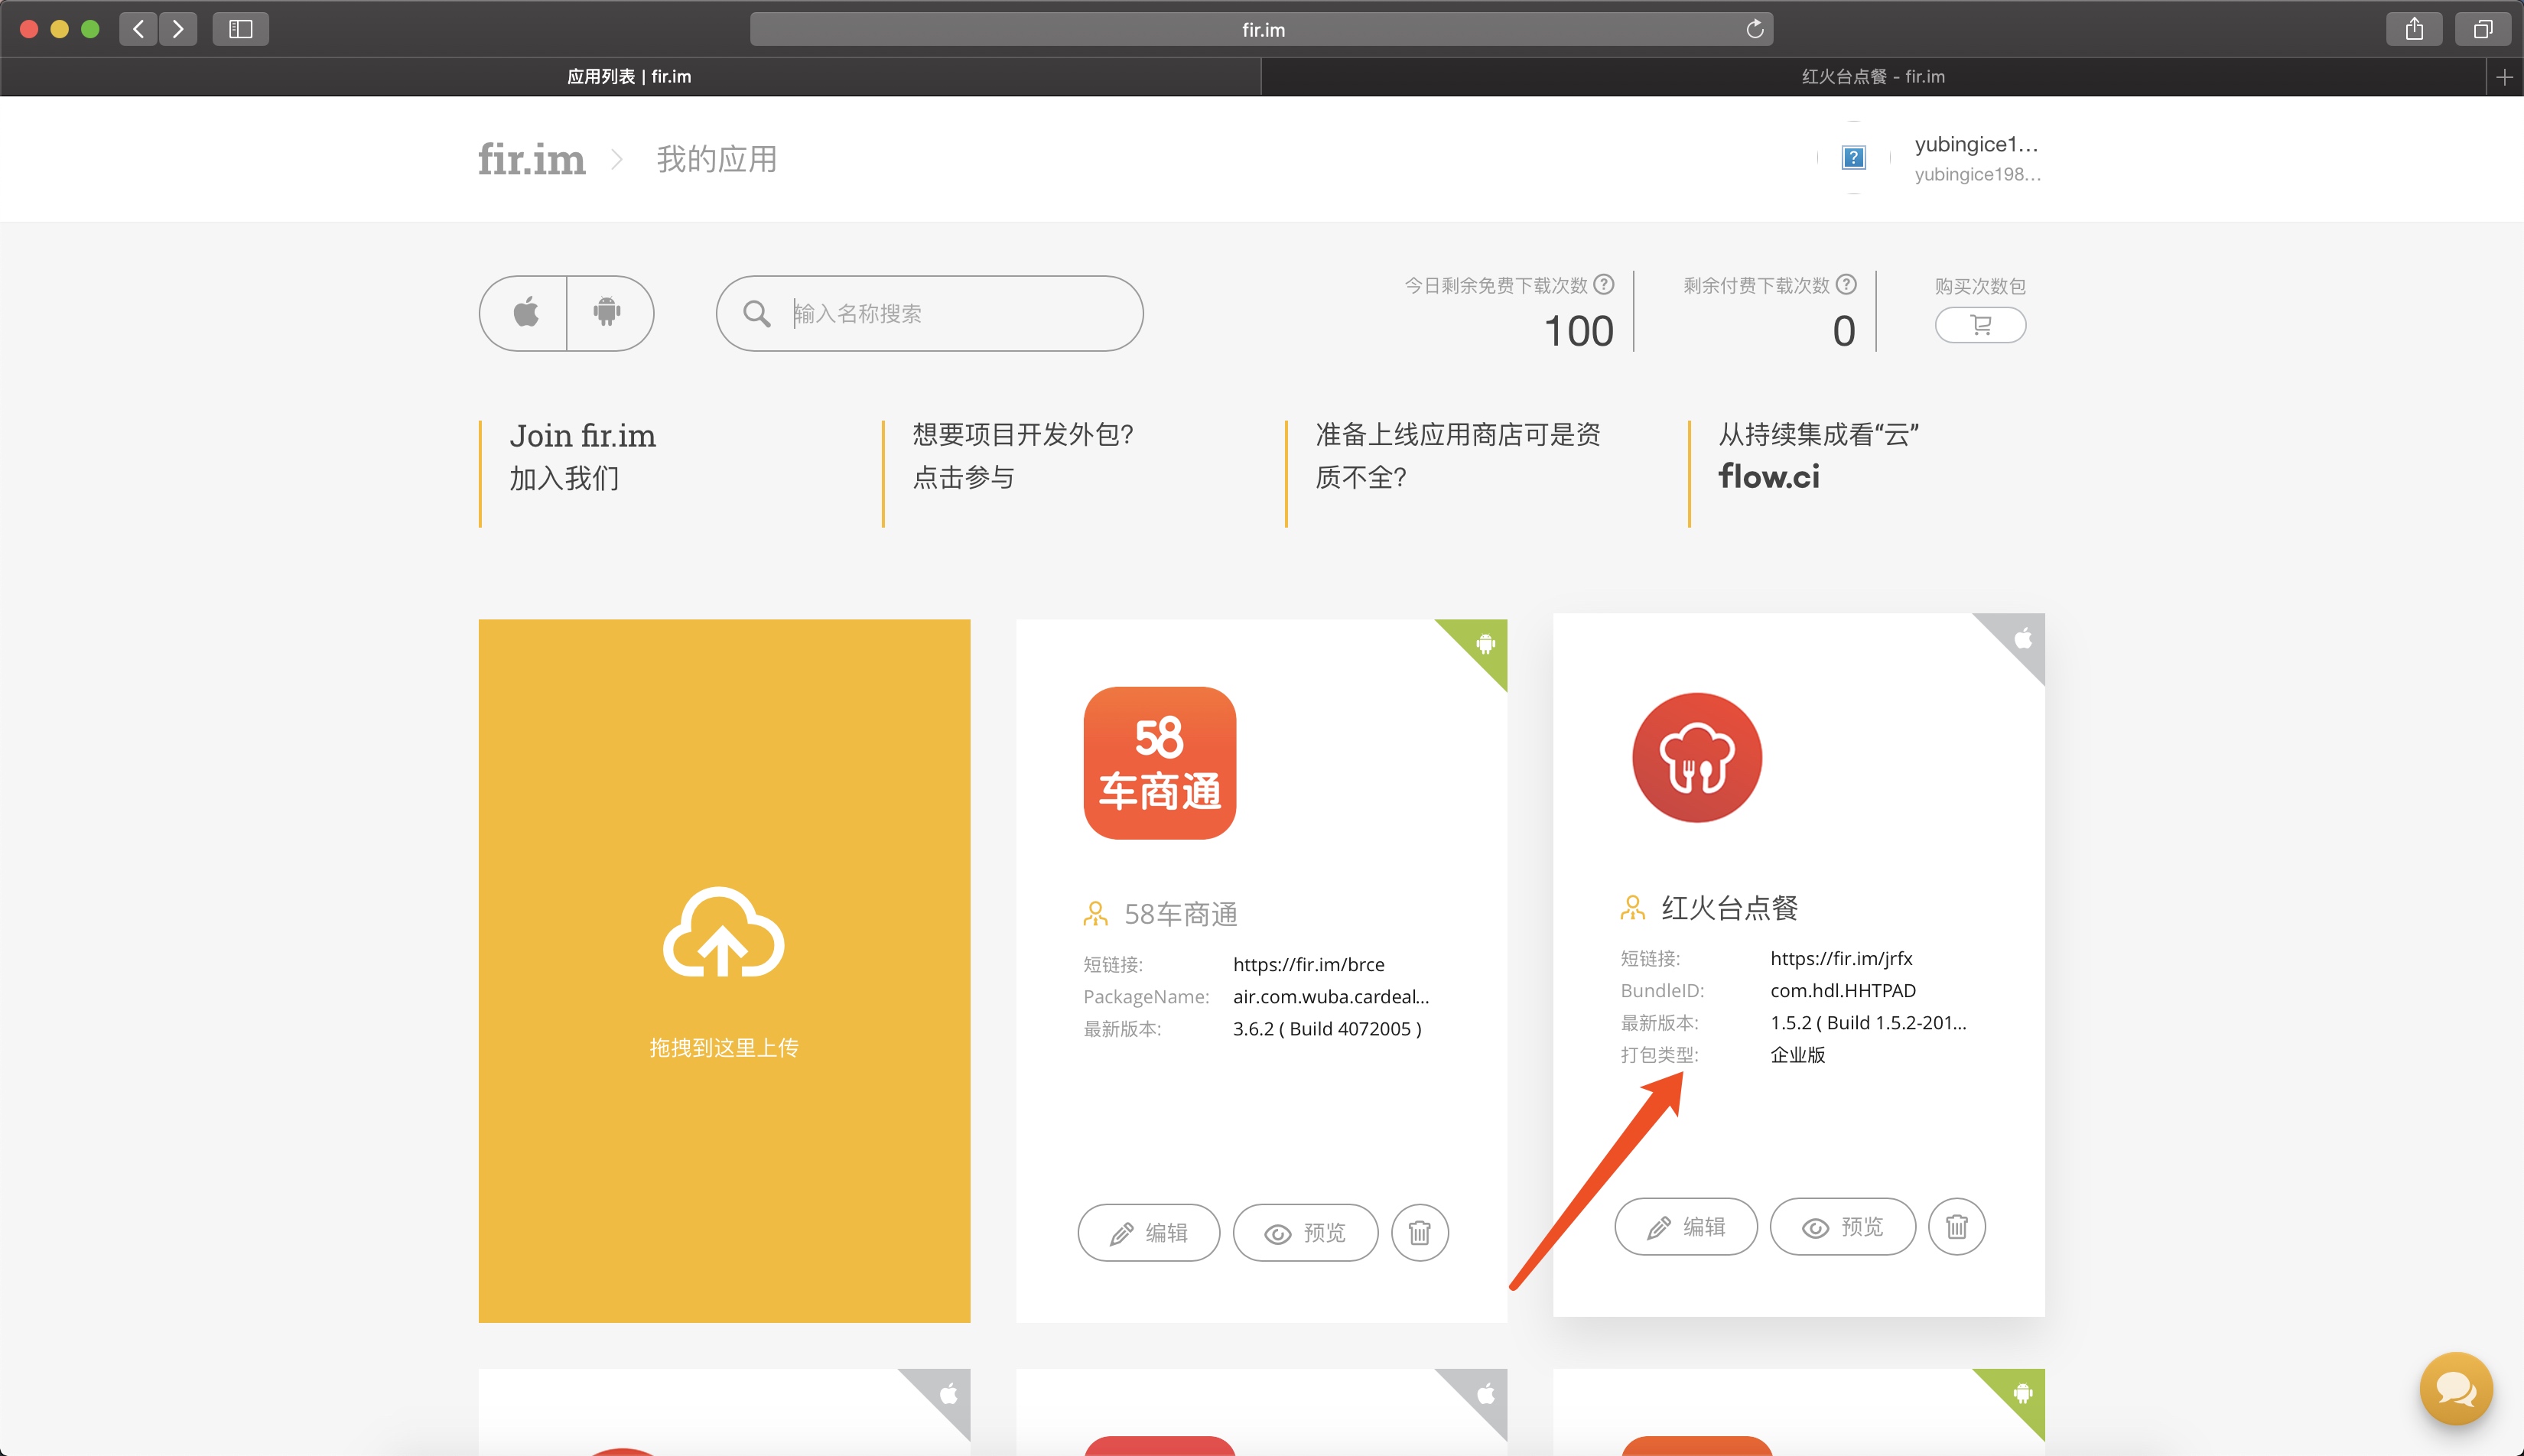 fir.im
应用列表 | fir.im
红火台点餐 - fir.im
fir.im
我的应用
yubingice1...
yubingice198...
输入名称搜索
今日剩余免费下载次数
100
剩余付费下载次数
0
购买次数包
Join fir.im
加入我们
想要项目开发外包?
点击参与
准备上线应用商店可是资
质不全?
从持续集成看“云”
flow.ci
拖拽到这里上传
58
车商通
58车商通
短链接: https://fir.im/brce
PackageName: air.com.wuba.cardeal...
最新版本: 3.6.2 ( Build 4072005 )
编辑
预览
红火台点餐
短链接: https://fir.im/jrfx
BundleID: com.hdl.HHTPAD
最新版本: 1.5.2 ( Build 1.5.2-201...
打包类型: 企业版
编辑
预览